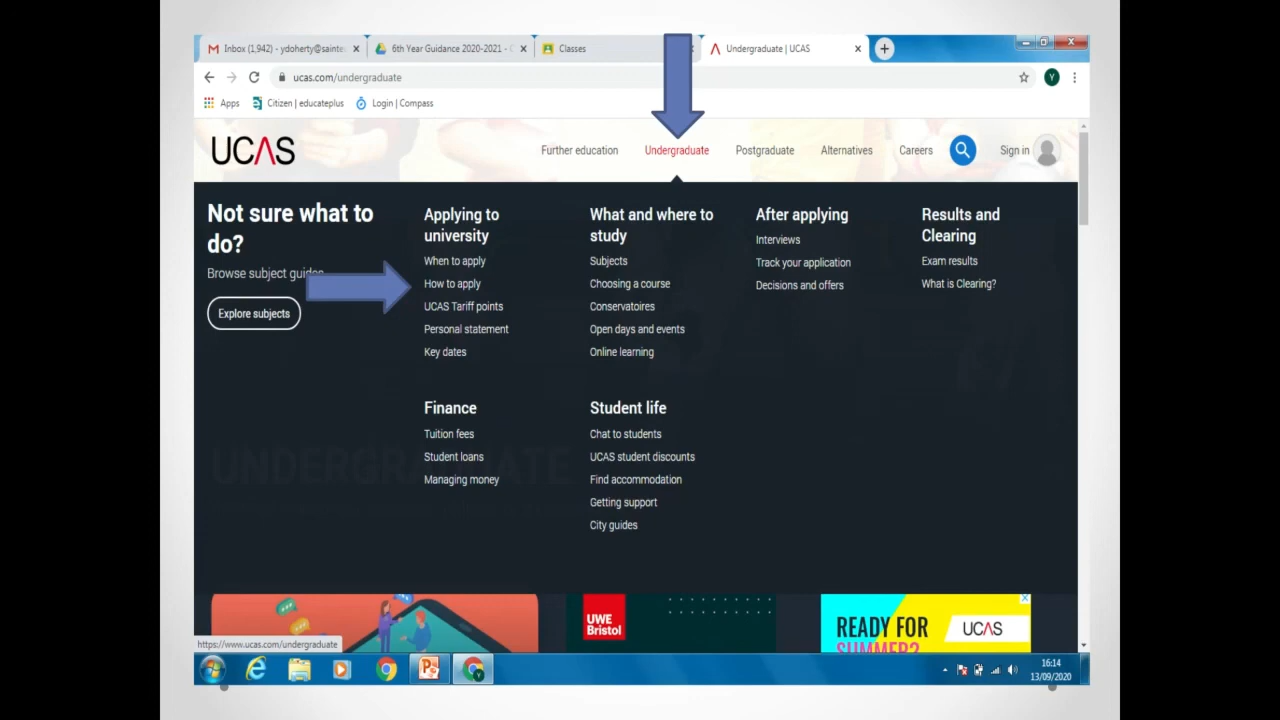 Inbox (1,942) - ydoherty@sainte
6th Year Guidance 2020-2021 -
Classes
Undergraduate | UCAS
ucas.com/undergraduate
Y
Apps
Citizen | educateplus
Login | Compass
UCAS
Further education
Undergraduate
Postgraduate
Alternatives
Careers
Sign in
Not sure what to
do?
Browse subject guides
Explore subjects
Applying to
university
When to apply
How to apply
UCAS Tariff points
Personal statement
Key dates
What and where to
study
Subjects
Choosing a course
Conservatoires
Open days and events
Online learning
After applying
Interviews
Track your application
Decisions and offers
Results and
Clearing
Exam results
What is Clearing?
Finance
Tuition fees
Student loans
Managing money
Student life
Chat to students
UCAS student discounts
Find accommodation
Getting support
City guides
UNDERGRADUATE
UWE
Bristol
READY FOR
SUMMER?
UCAS
https://www.ucas.com/undergraduate
16:14
13/09/2020